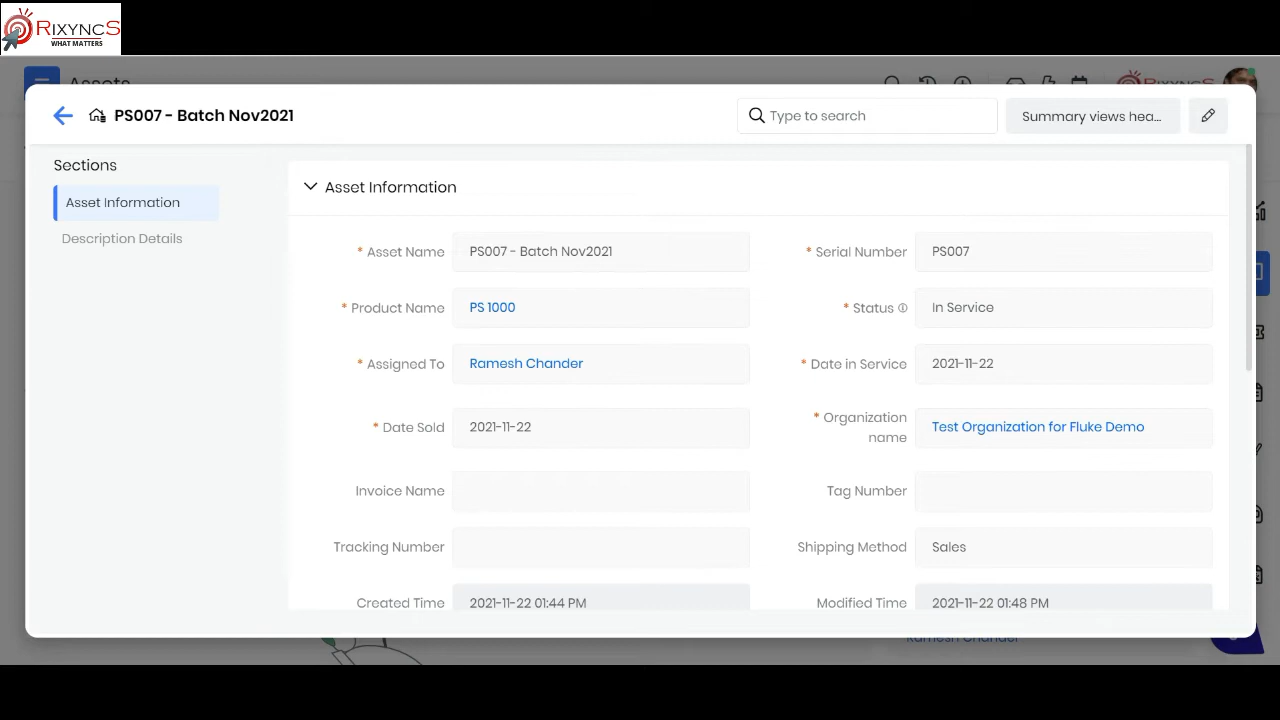 RIXYNCS
WHAT MATTERS
Assets
RIXYNCS
PS007 - Batch Nov2021
Type to search
Summary views hea...
Sections
Asset Information
Description Details
Asset Information
* Asset Name PS007 - Batch Nov2021 * Serial Number PS007
* Product Name PS 1000 * Status In Service
* Assigned To Ramesh Chander * Date in Service 2021-11-22
* Date Sold 2021-11-22 * Organization name Test Organization for Fluke Demo
Invoice Name Tag Number
Tracking Number Shipping Method Sales
Created Time 2021-11-22 01:44 PM Modified Time 2021-11-22 01:48 PM
Ramesh Chander